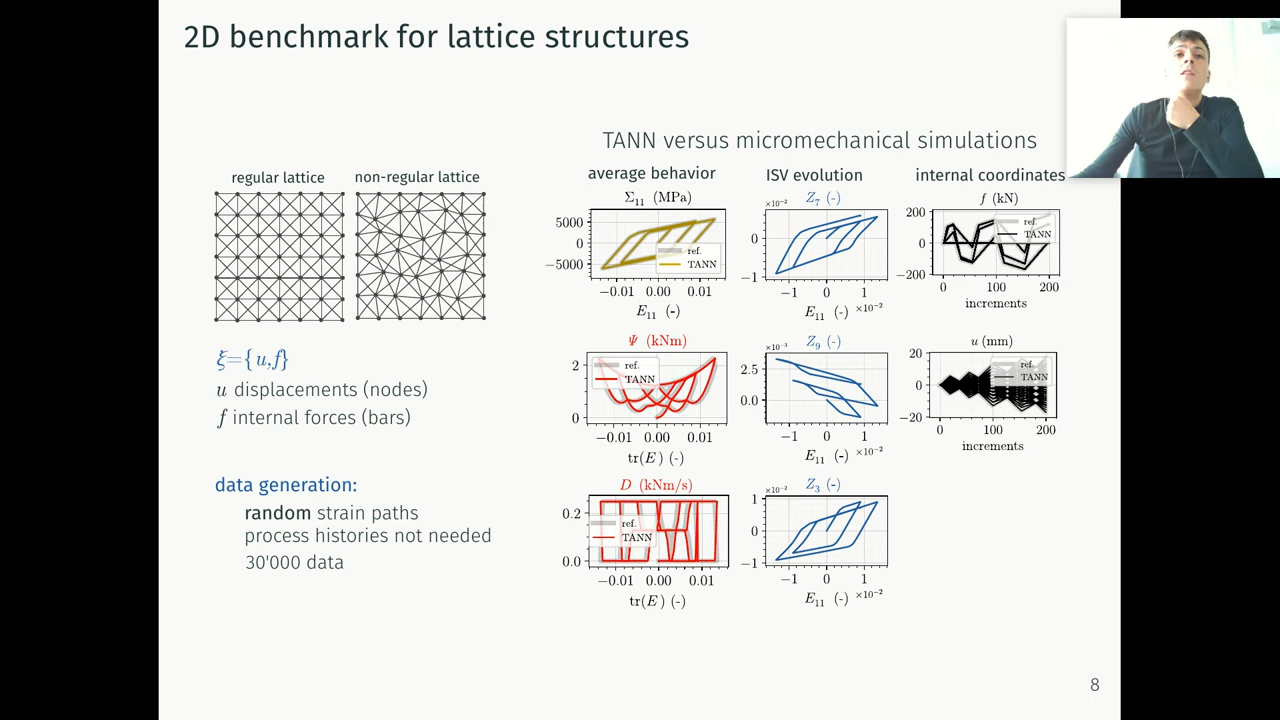 2D benchmark for lattice structures
TANN versus micromechanical simulations
regular lattice
non-regular lattice
ξ={u,f}
u displacements (nodes)
f internal forces (bars)
data generation:
random strain paths
process histories not needed
30'000 data
average behavior
Σ11 (MPa)
5000
0
−5000
ref.
TANN
−0.01 0.00 0.01
E11 (-)
Ψ (kNm)
2
0
ref.
TANN
−0.01 0.00 0.01
tr(E) (-)
D (kNm/s)
0.2
0.0
ref.
TANN
−0.01 0.00 0.01
tr(E) (-)
ISV evolution
×10⁻² Z7 (-)
0
−1
−1 0 1
E11 (-) ×10⁻²
×10⁻³ Z9 (-)
2.5
0.0
−1 0 1
E11 (-) ×10⁻²
×10⁻² Z3 (-)
1
0
−1
−1 0 1
E11 (-) ×10⁻²
internal coordinates
f (kN)
200
0
−200
ref.
TANN
0 100 200
increments
u (mm)
20
0
−20
ref.
TANN
0 100 200
increments
8